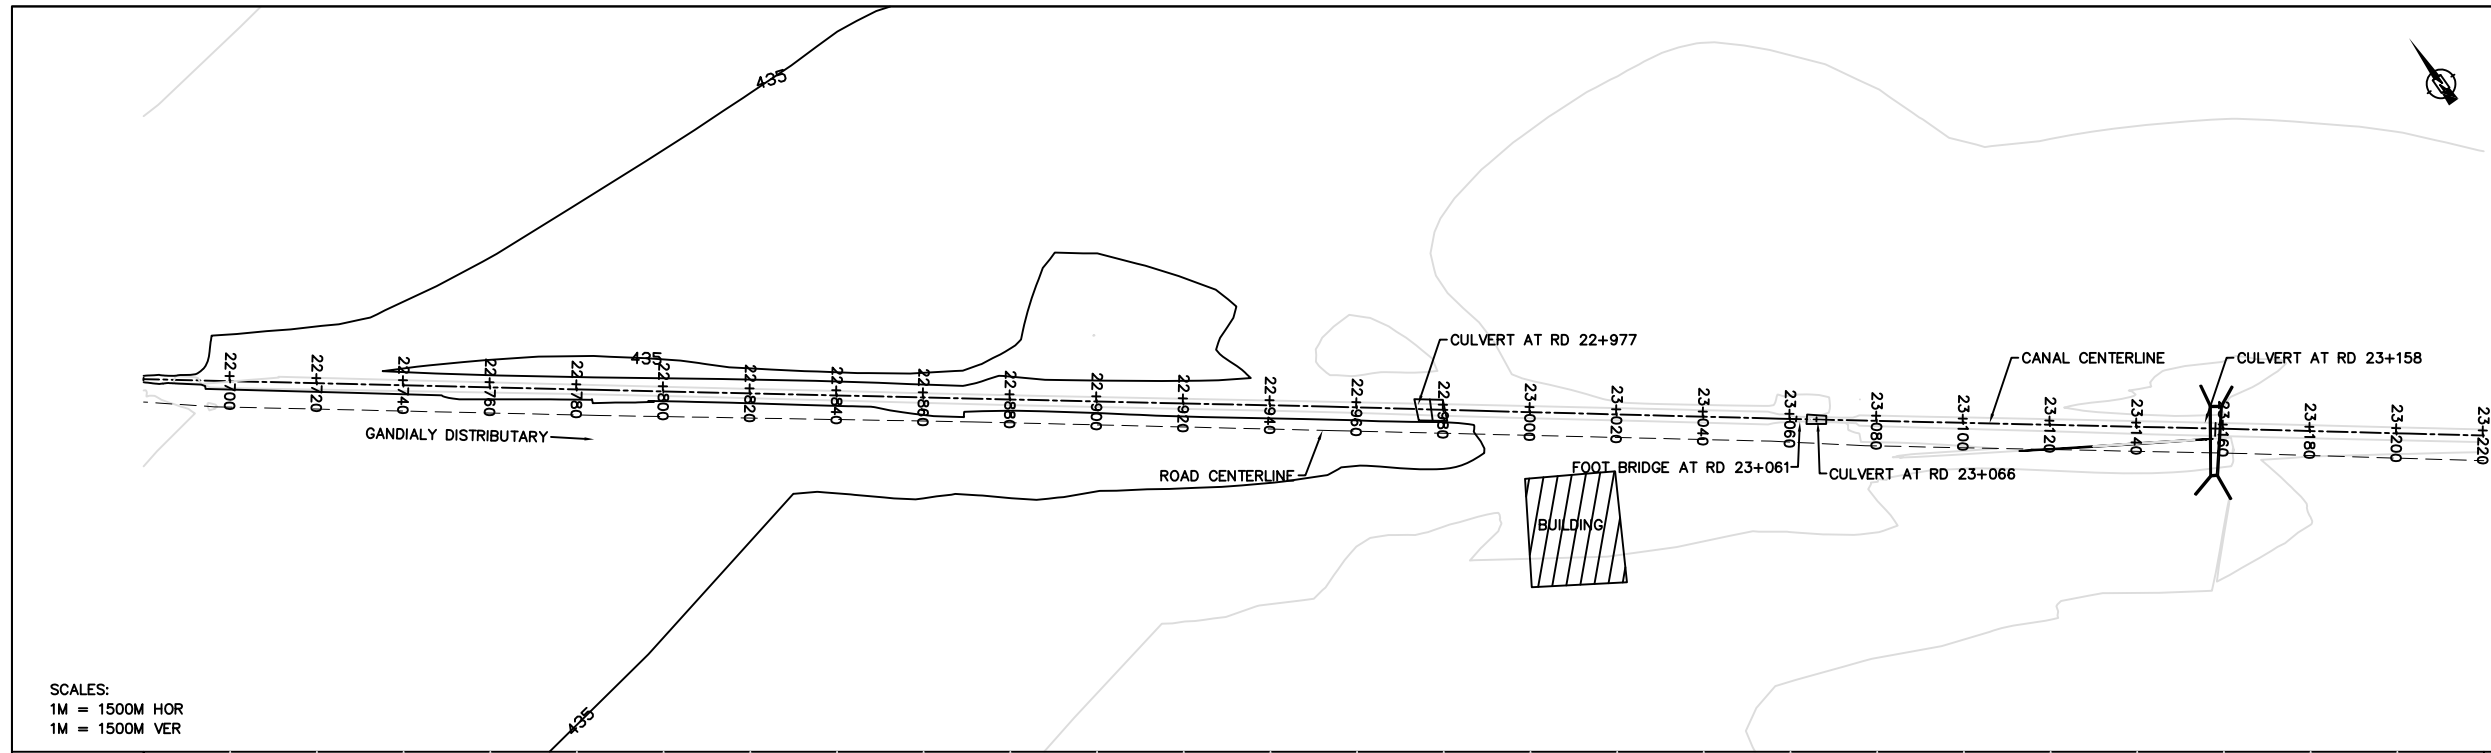 435
CULVERT AT RD 22+977
CANAL CENTERLINE
CULVERT AT RD 23+158
435
22+700
22+720
22+740
22+760
22+780
22+800
22+820
22+840
22+860
22+880
22+900
22+920
22+940
22+960
22+980
23+000
23+020
23+040
23+060
23+080
23+100
23+120
23+140
23+160
23+180
23+200
23+220
GANDIALY DISTRIBUTARY
ROAD CENTERLINE
FOOT BRIDGE AT RD 23+061
CULVERT AT RD 23+066
BUILDING
435
SCALES:
1M = 1500M HOR
1M = 1500M VER